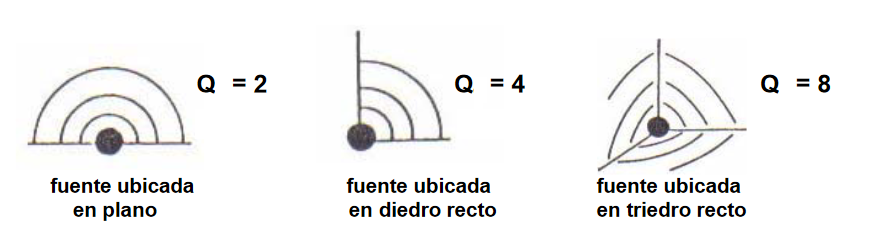 Q = 2
fuente ubicada
en plano
Q = 4
fuente ubicada
en diedro recto
Q = 8
fuente ubicada
en triedro recto